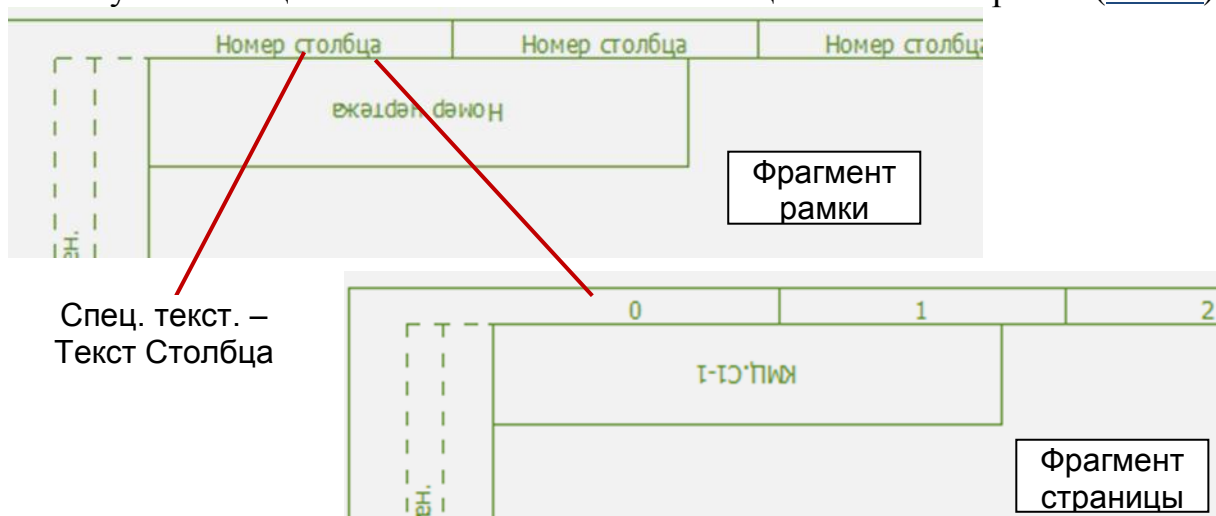 Номер столбца Номер столбца Номер столбц
Номер чертежа
Фрагмент
рамки
Спец. текст. –
Текст Столбца
0 1 2
КМЦ.С1-1
Фрагмент
страницы